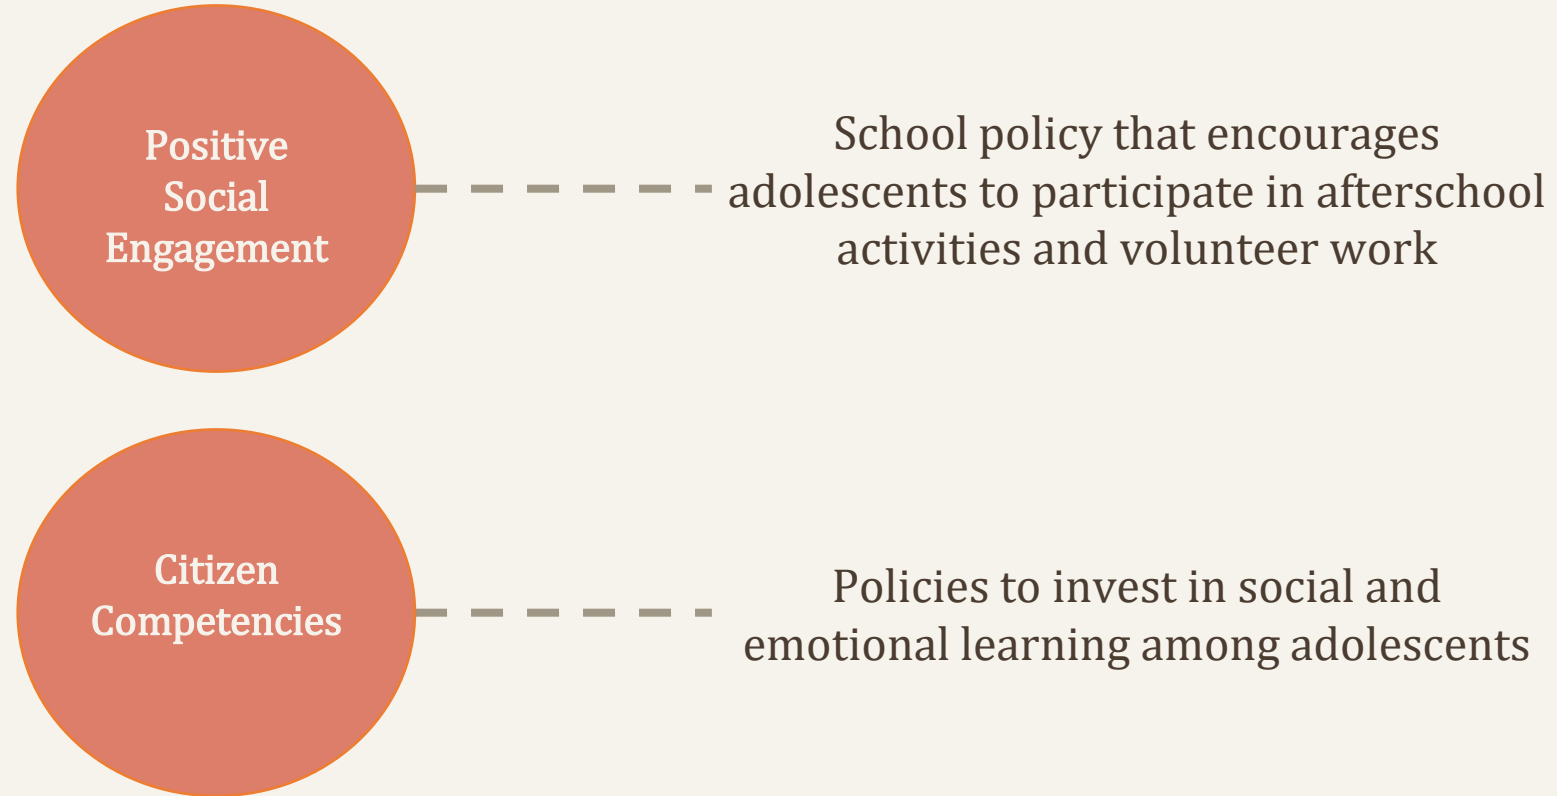 Positive
Social
Engagement
School policy that encourages
adolescents to participate in afterschool
activities and volunteer work
Citizen
Competencies
Policies to invest in social and
emotional learning among adolescents